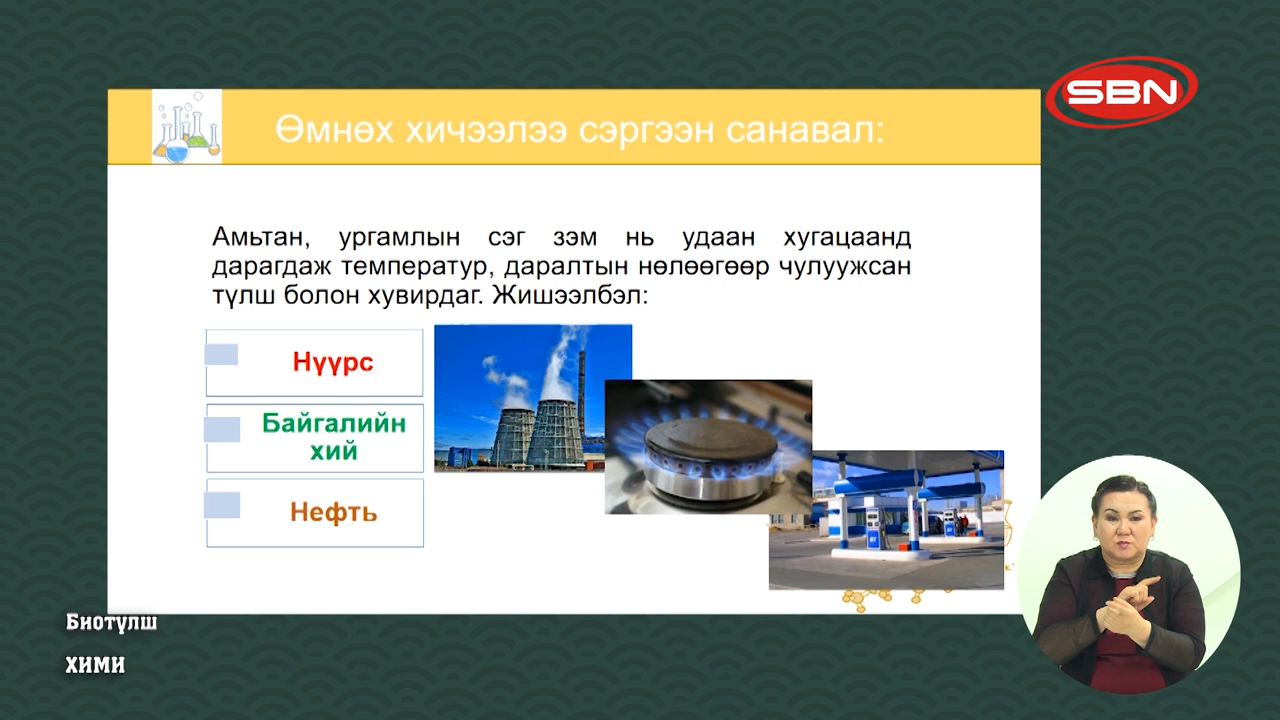 SBN
Өмнөх хичээлээ сэргээн санавал:
Амьтан, ургамлын сэг зэм нь удаан хугацаанд
дарагдаж температур, даралтын нөлөөгөөр чулуужсан
түлш болон хувирдаг. Жишээлбэл:
Нүүрс
Байгалийн
хий
Нефть
Биотүлш
ХИМИ